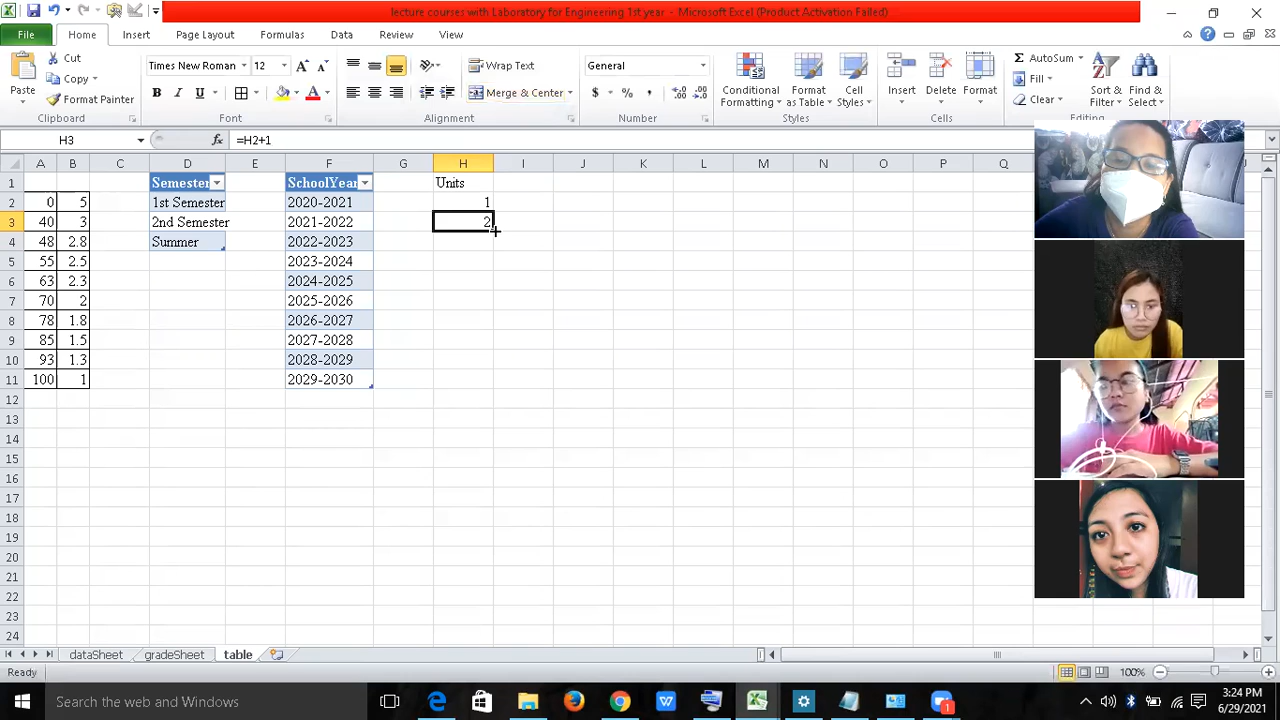 lecture courses with Laboratory for Engineering 1st year - Microsoft Excel (Product Activation Failed)
File Home Insert Page Layout Formulas Data Review View
Paste
Cut
Copy
Format Painter
Clipboard
Times New Roman 12
B I U
Font
Wrap Text
Merge & Center
Alignment
General
$ % ,
Number
Conditional Formatting
Format as Table
Cell Styles
Styles
Insert Delete Format
Cells
AutoSum
Fill
Clear
Sort & Filter
Find & Select
Editing
H3 fx =H2+1
A B C D E F G H I J K L M N O P Q
1 Semester SchoolYear Units
2 0 5 1st Semester 2020-2021 1
3 40 3 2nd Semester 2021-2022 2
4 48 2.8 Summer 2022-2023
5 55 2.5 2023-2024
6 63 2.3 2024-2025
7 70 2 2025-2026
8 78 1.8 2026-2027
9 85 1.5 2027-2028
10 93 1.3 2028-2029
11 100 1 2029-2030
12
13
14
15
16
17
18
19
20
21
22
23
24
dataSheet gradeSheet table
Ready 100%
Search the web and Windows
1
3:24 PM
6/29/2021